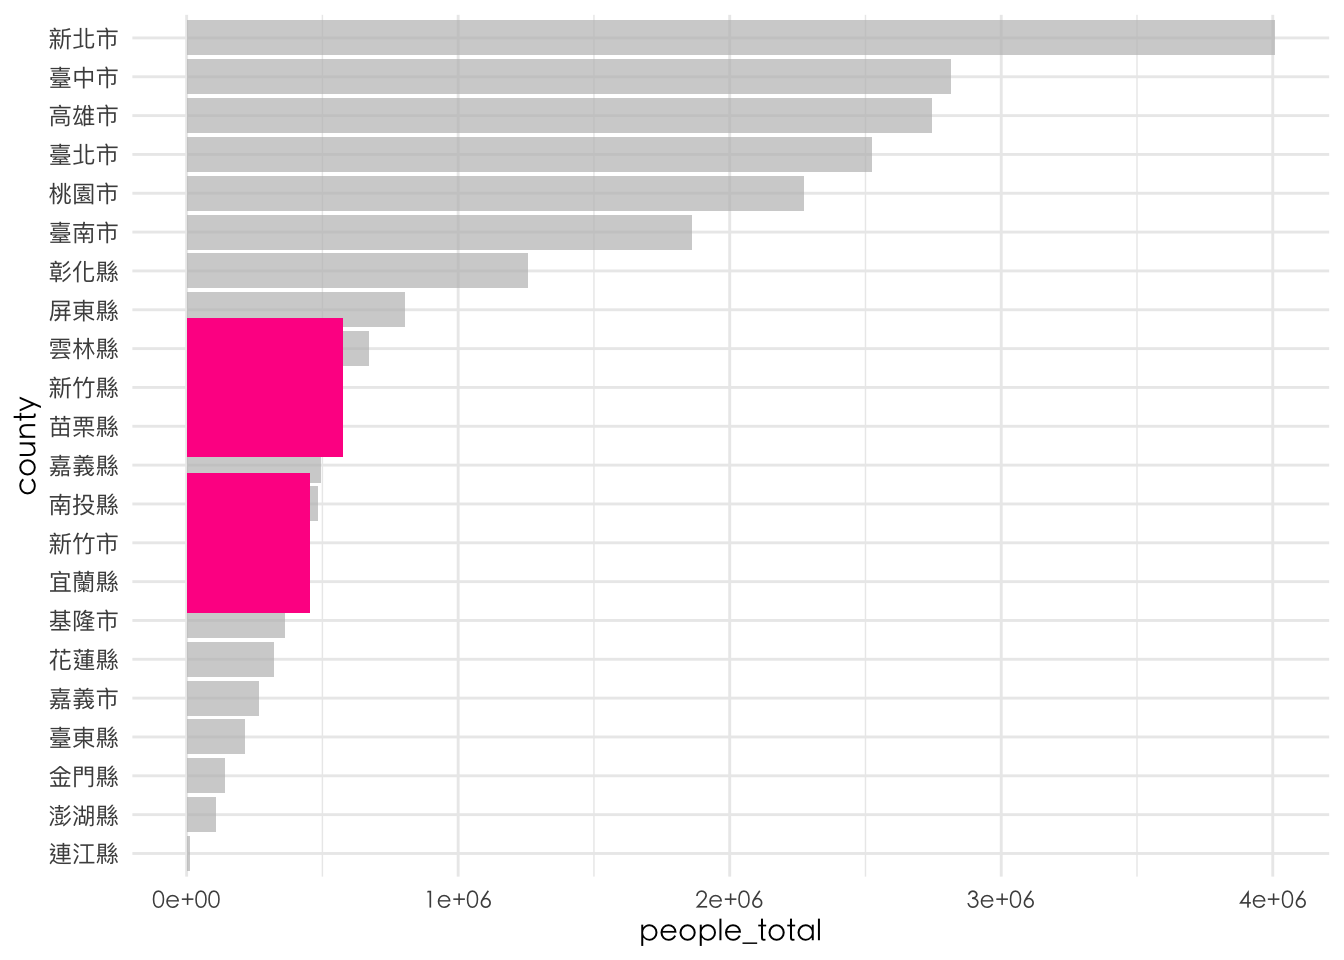 新北市
臺中市
高雄市
臺北市
桃園市
臺南市
彰化縣
屏東縣
雲林縣
新竹縣
苗栗縣
嘉義縣
南投縣
新竹市
宜蘭縣
基隆市
花蓮縣
嘉義市
臺東縣
金門縣
澎湖縣
連江縣
county
0e+00 1e+06 2e+06 3e+06 4e+06
people_total